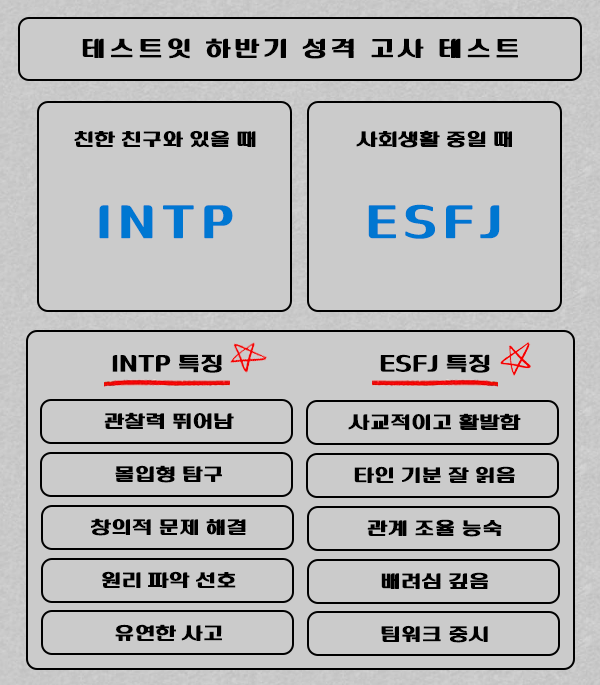 테스트잇 하반기 성격 고사 테스트
친한 친구와 있을 때
사회생활 중일 때
INTP
ESFJ
INTP 특징
ESFJ 특징
관찰력 뛰어남
사교적이고 활발함
몰입형 탐구
타인 기분 잘 읽음
창의적 문제 해결
관계 조율 능숙
원리 파악 선호
배려심 깊음
유연한 사고
팀워크 중시